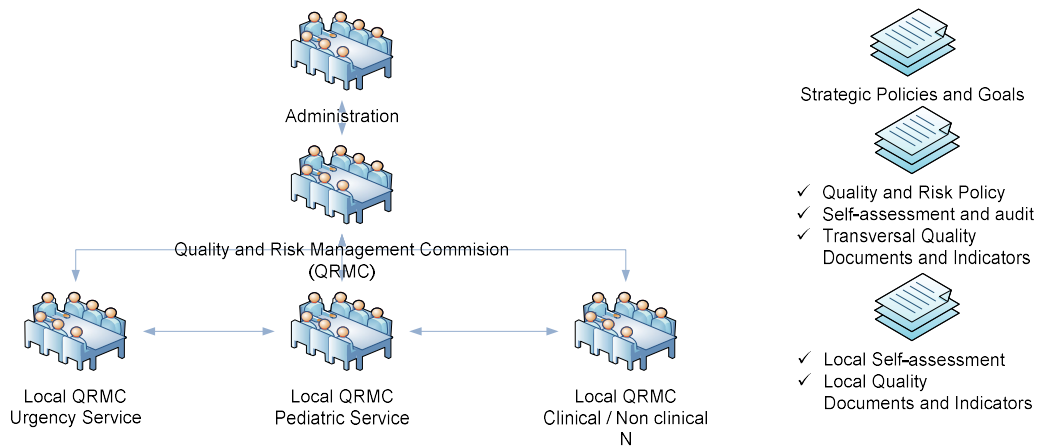 Administration
Quality and Risk Management Commision
(QRMC)
Local QRMC
Urgency Service
Local QRMC
Pediatric Service
Local QRMC
Clinical / Non clinical
N
Strategic Policies and Goals
✓ Quality and Risk Policy
✓ Self-assessment and audit
✓ Transversal Quality
Documents and Indicators
✓ Local Self-assessment
✓ Local Quality
Documents and Indicators